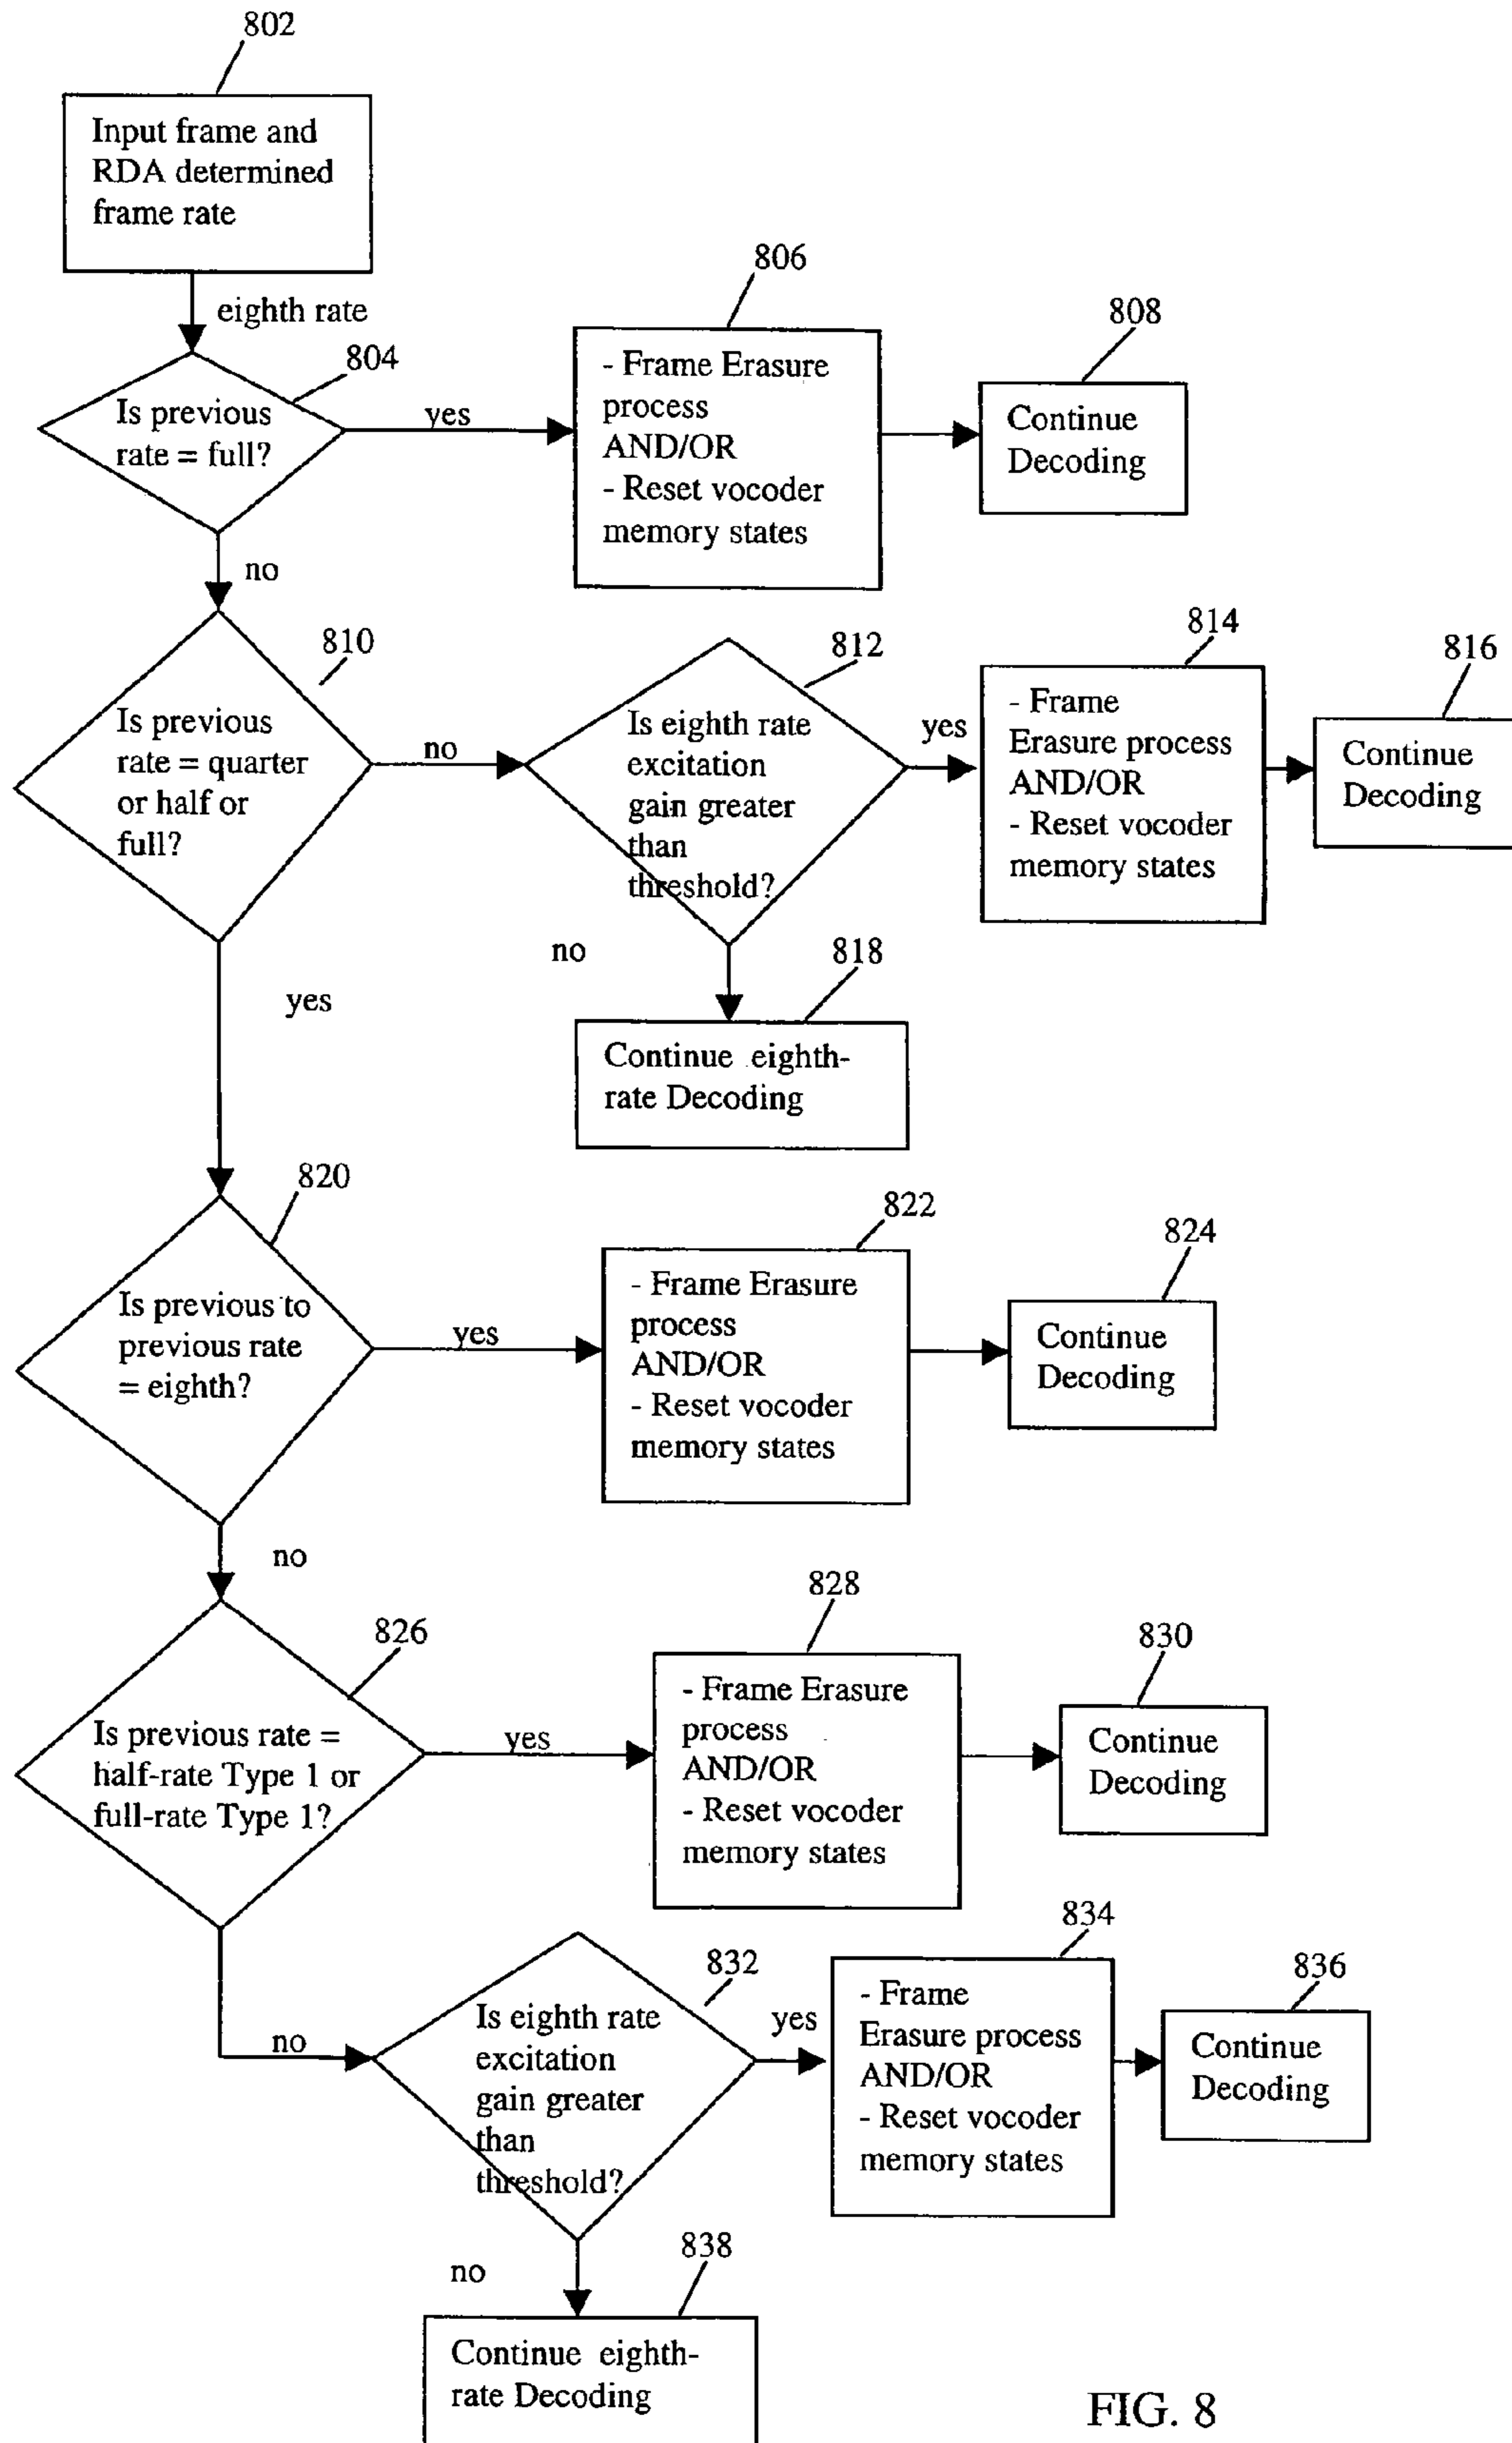 802
Input frame and
RDA determined
frame rate
eighth rate
804
Is previous
rate = full?
yes
806
- Frame Erasure
process
AND/OR
- Reset vocoder
memory states
808
Continue
Decoding
no
810
Is previous
rate = quarter
or half or
full?
no
812
Is eighth rate
excitation
gain greater
than
threshold?
yes
814
- Frame
Erasure process
AND/OR
- Reset vocoder
memory states
816
Continue
Decoding
no
818
Continue eighth-
rate Decoding
yes
820
Is previous to
previous rate
= eighth?
yes
822
- Frame Erasure
process
AND/OR
- Reset vocoder
memory states
824
Continue
Decoding
no
826
Is previous rate =
half-rate Type 1 or
full-rate Type 1?
yes
828
- Frame Erasure
process
AND/OR
- Reset vocoder
memory states
830
Continue
Decoding
no
832
Is eighth rate
excitation
gain greater
than
threshold?
yes
834
- Frame
Erasure process
AND/OR
- Reset vocoder
memory states
836
Continue
Decoding
no
838
Continue eighth-
rate Decoding
FIG. 8